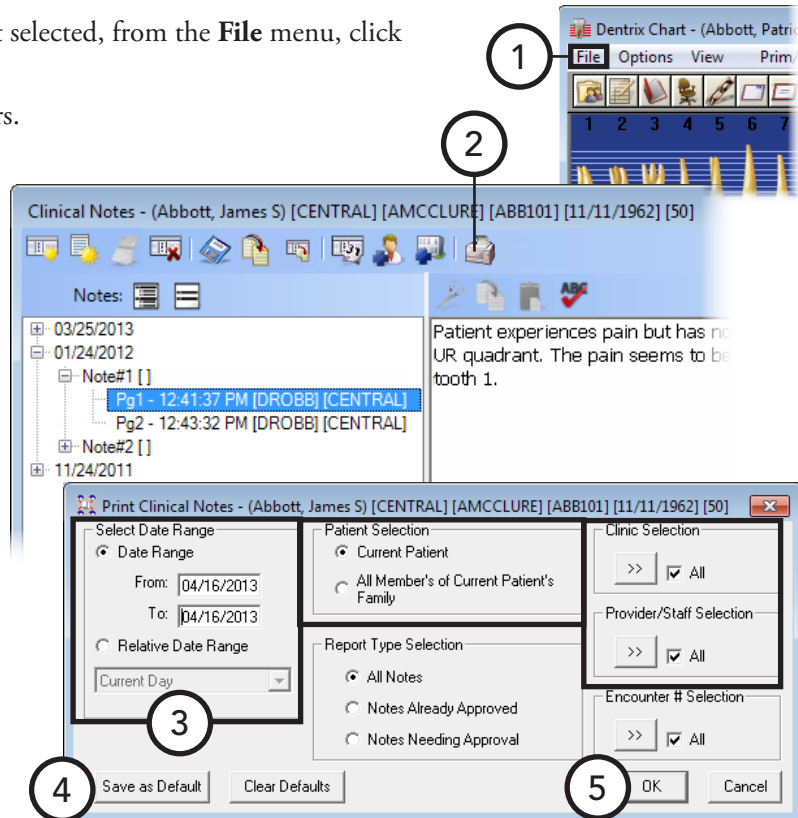 t selected, from the File menu, click
rs.
1
Dentrix Chart - (Abbott, Patric
File Options View Prim/
1 2 3 4 5 6 7
2
Clinical Notes - (Abbott, James S) [CENTRAL] [AMCCLURE] [ABB101] [11/11/1962] [50]
Notes:
ABC
03/25/2013
01/24/2012
Note#1 [ ]
Pg1 - 12:41:37 PM [DROBB] [CENTRAL]
Pg2 - 12:43:32 PM [DROBB] [CENTRAL]
Note#2 [ ]
11/24/2011
Patient experiences pain but has no
UR quadrant. The pain seems to be
tooth 1.
Print Clinical Notes - (Abbott, James S) [CENTRAL] [AMCCLURE] [ABB101] [11/11/1962] [50]
Select Date Range
Date Range
From: 04/16/2013
To: 04/16/2013
Relative Date Range
Current Day
3
Patient Selection
Current Patient
All Member's of Current Patient's
Family
Report Type Selection
All Notes
Notes Already Approved
Notes Needing Approval
Clinic Selection
>> All
Provider/Staff Selection
>> All
Encounter # Selection
>> All
4
Save as Default Clear Defaults
5
OK Cancel